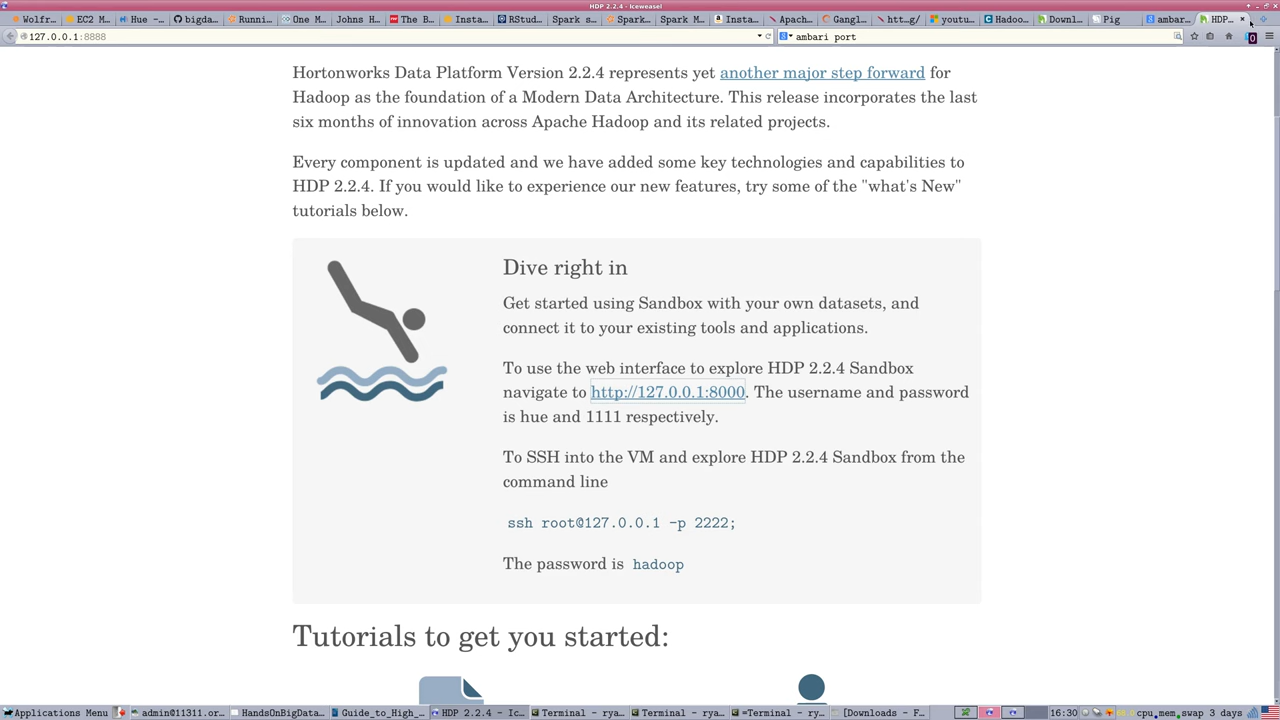 HDP 2.2.4 - Iceweasel
Wolfr... EC2 M... Hue -... bigda... Runni... One M... Johns H... The B... Insta... RStud... Spark s... Spark... Spark M... Insta... Apach... Gangl... htt...g/ youtu... Hadoo... Downl... Pig ambar... HDP...
127.0.0.1:8888
ambari port
0
Hortonworks Data Platform Version 2.2.4 represents yet another major step forward for
Hadoop as the foundation of a Modern Data Architecture. This release incorporates the last
six months of innovation across Apache Hadoop and its related projects.
Every component is updated and we have added some key technologies and capabilities to
HDP 2.2.4. If you would like to experience our new features, try some of the "what's New"
tutorials below.
Dive right in
Get started using Sandbox with your own datasets, and
connect it to your existing tools and applications.
To use the web interface to explore HDP 2.2.4 Sandbox
navigate to http://127.0.0.1:8000. The username and password
is hue and 1111 respectively.
To SSH into the VM and explore HDP 2.2.4 Sandbox from the
command line
ssh root@127.0.0.1 -p 2222;
The password is hadoop
Tutorials to get you started:
Applications Menu admin@11311.or... HandsOnBigData... Guide_to_High_... HDP 2.2.4 - Ic... Terminal - rya... Terminal - rya... =Terminal - ry... [Downloads - F... 16:30 cpu mem swap 3 days